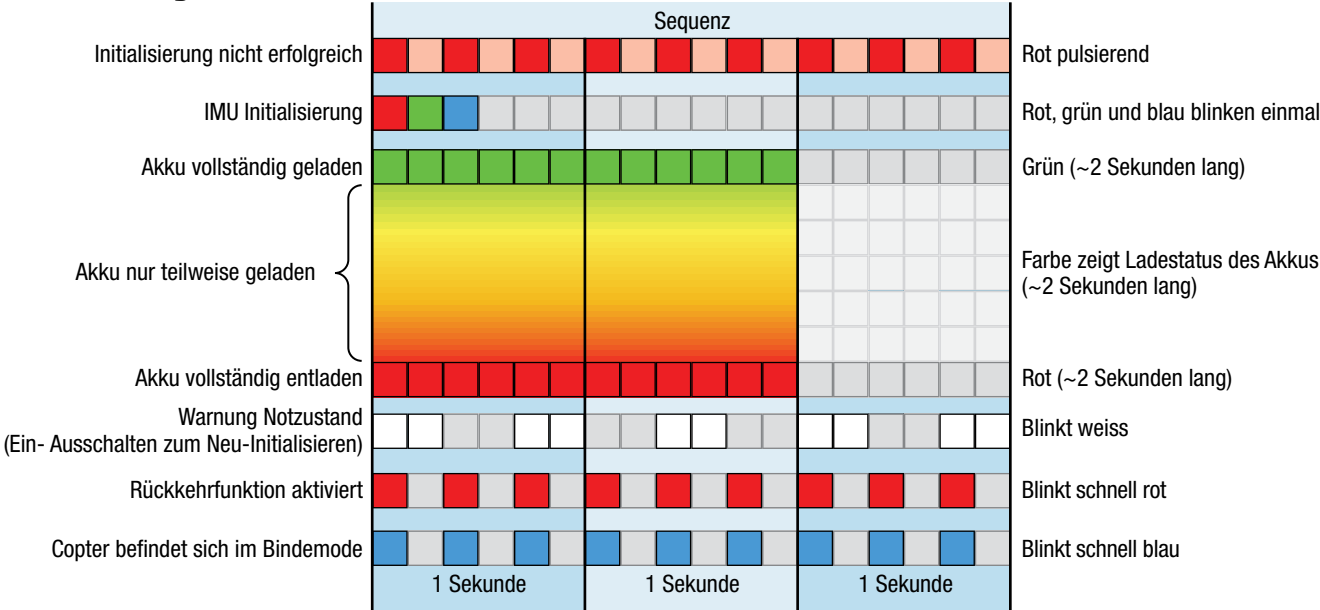 Sequenz
Initialisierung nicht erfolgreich
Rot pulsierend
IMU Initialisierung
Rot, grün und blau blinken einmal
Akku vollständig geladen
Grün (~2 Sekunden lang)
Akku nur teilweise geladen
Farbe zeigt Ladestatus des Akkus
(~2 Sekunden lang)
Akku vollständig entladen
Rot (~2 Sekunden lang)
Warnung Notzustand
(Ein- Ausschalten zum Neu-Initialisieren)
Blinkt weiss
Rückkehrfunktion aktiviert
Blinkt schnell rot
Copter befindet sich im Bindemode
Blinkt schnell blau
1 Sekunde
1 Sekunde
1 Sekunde